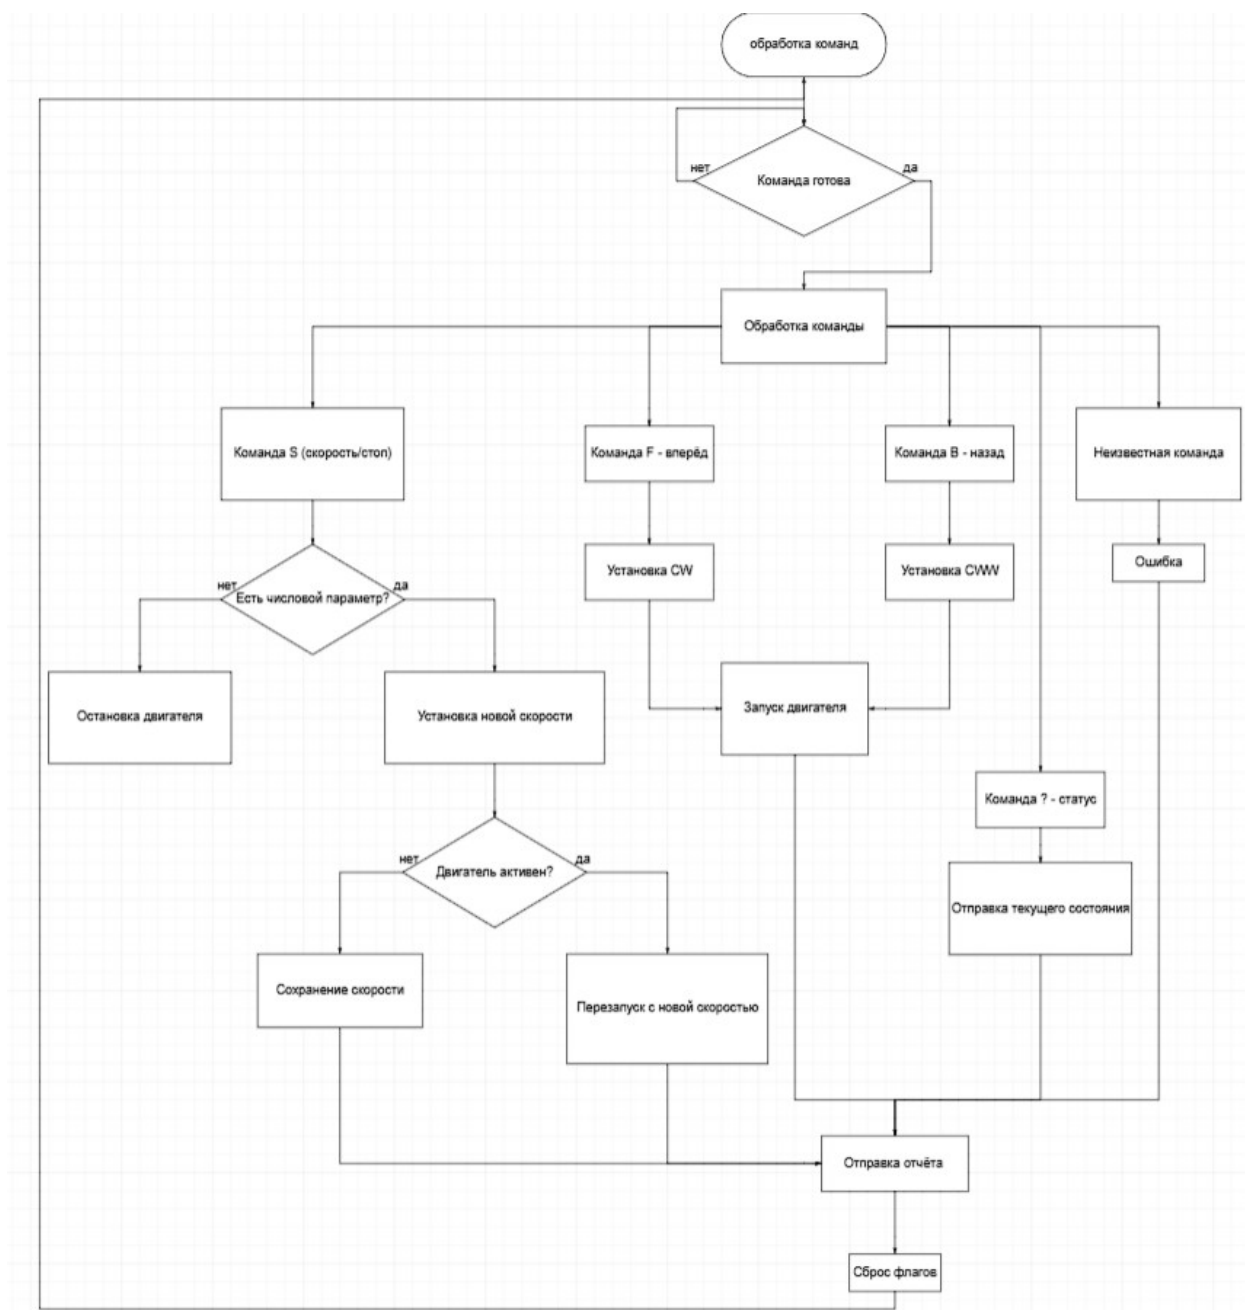 обработка команд
нет
да
Команда готова
Обработка команды
Команда S (скорость/стоп)
Команда F - вперёд
Команда B - назад
Неизвестная команда
Установка CW
Установка CWW
Ошибка
нет
да
Есть числовой параметр?
Остановка двигателя
Установка новой скорости
Запуск двигателя
Команда ? - статус
нет
да
Двигатель активен?
Отправка текущего состояния
Сохранение скорости
Перезапуск с новой скоростью
Отправка отчёта
Сброс флагов